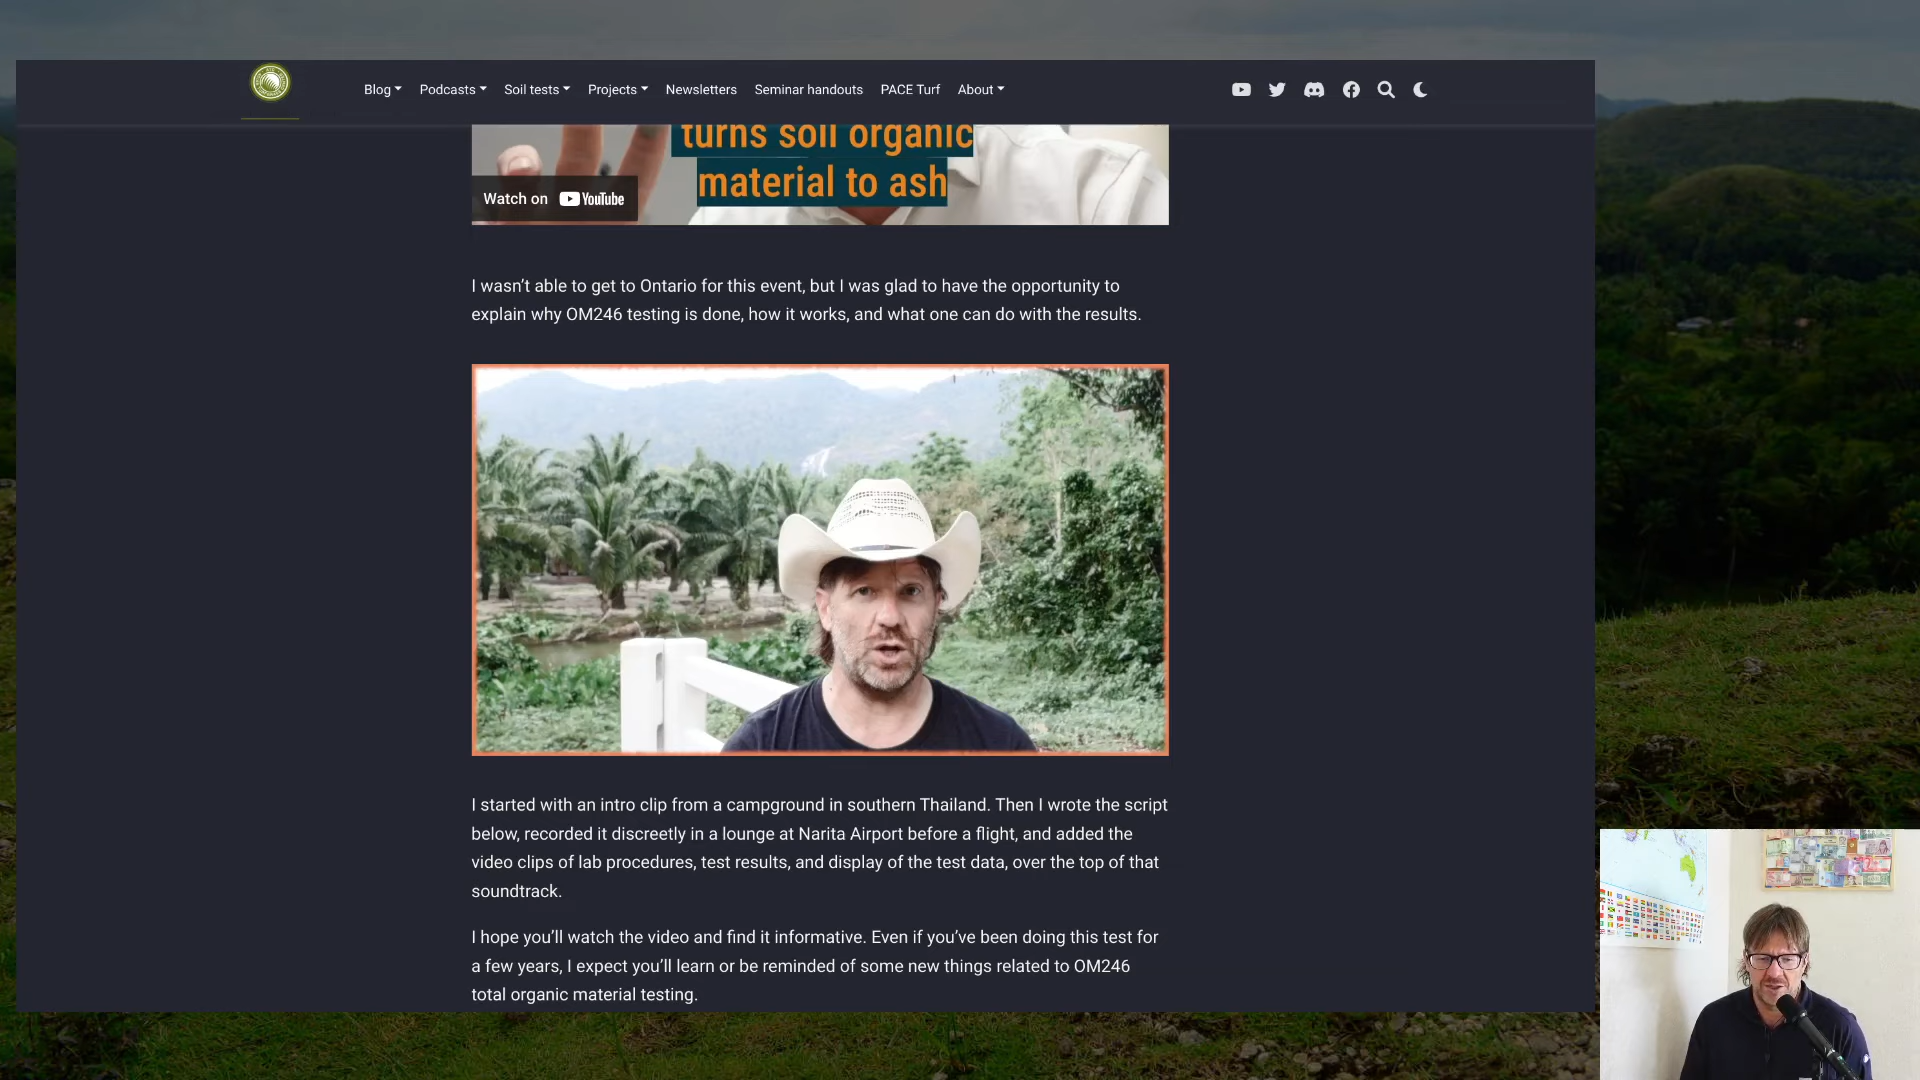 Blog
Podcasts
Soil tests
Projects
Newsletters
Seminar handouts
PACE Turf
About
turns soil organic
material to ash
Watch on YouTube
I wasn’t able to get to Ontario for this event, but I was glad to have the opportunity to
explain why OM246 testing is done, how it works, and what one can do with the results.
I started with an intro clip from a campground in southern Thailand. Then I wrote the script
below, recorded it discreetly in a lounge at Narita Airport before a flight, and added the
video clips of lab procedures, test results, and display of the test data, over the top of that
soundtrack.
I hope you’ll watch the video and find it informative. Even if you’ve been doing this test for
a few years, I expect you’ll learn or be reminded of some new things related to OM246
total organic material testing.